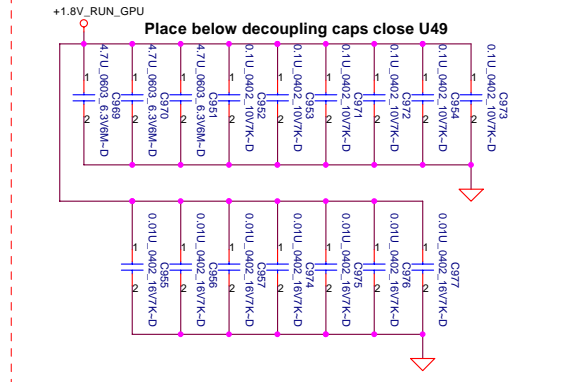 +1.8V_RUN_GPU
Place below decoupling caps close U49
1
2
C969
4.7U_0603_6.3V6M~D
1
2
C970
4.7U_0603_6.3V6M~D
1
2
C951
4.7U_0603_6.3V6M~D
1
2
C952
0.1U_0402_10V7K~D
1
2
C953
0.1U_0402_10V7K~D
1
2
C971
0.1U_0402_10V7K~D
1
2
C972
0.1U_0402_10V7K~D
1
2
C954
0.1U_0402_10V7K~D
1
2
C973
0.1U_0402_10V7K~D
1
2
C955
0.01U_0402_16V7K~D
1
2
C956
0.01U_0402_16V7K~D
1
2
C957
0.01U_0402_16V7K~D
1
2
C974
0.01U_0402_16V7K~D
1
2
C975
0.01U_0402_16V7K~D
1
2
C976
0.01U_0402_16V7K~D
1
2
C977
0.01U_0402_16V7K~D